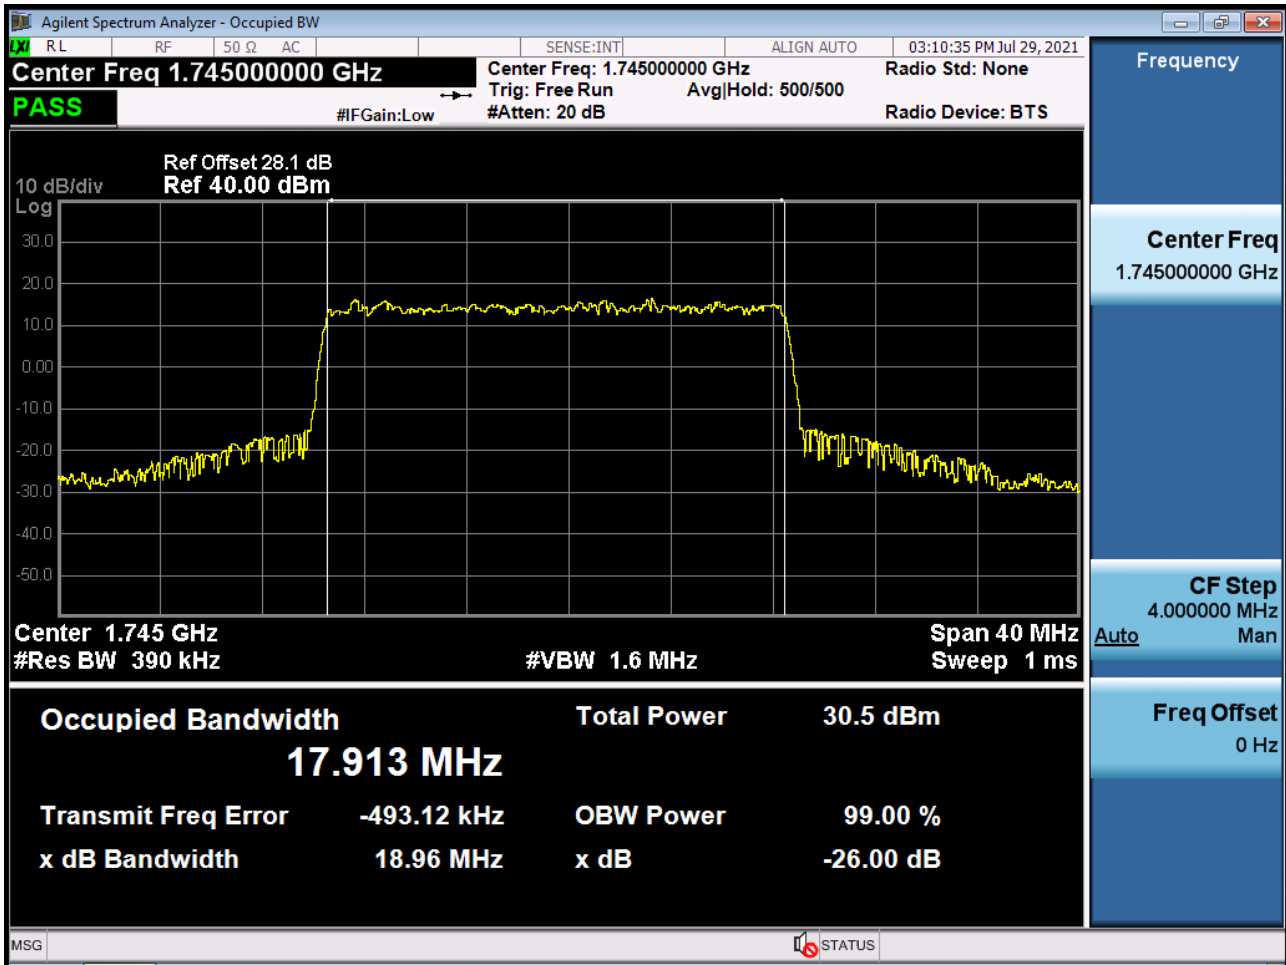 Agilent Spectrum Analyzer - Occupied BW
LXI RL RF 50 Ω AC SENSE:INT ALIGN AUTO 03:10:35 PM Jul 29, 2021
Center Freq 1.745000000 GHz
PASS
#IFGain:Low
Center Freq: 1.745000000 GHz
Trig: Free Run Avg|Hold: 500/500
#Atten: 20 dB
Radio Std: None
Radio Device: BTS
Ref Offset 28.1 dB
10 dB/div Ref 40.00 dBm
Log
30.0
20.0
10.0
0.00
-10.0
-20.0
-30.0
-40.0
-50.0
Center 1.745 GHz Span 40 MHz
#Res BW 390 kHz #VBW 1.6 MHz Sweep 1 ms
Occupied Bandwidth Total Power 30.5 dBm
17.913 MHz
Transmit Freq Error -493.12 kHz OBW Power 99.00 %
x dB Bandwidth 18.96 MHz x dB -26.00 dB
MSG STATUS
Frequency
Center Freq
1.745000000 GHz
CF Step
4.000000 MHz
Auto Man
Freq Offset
0 Hz